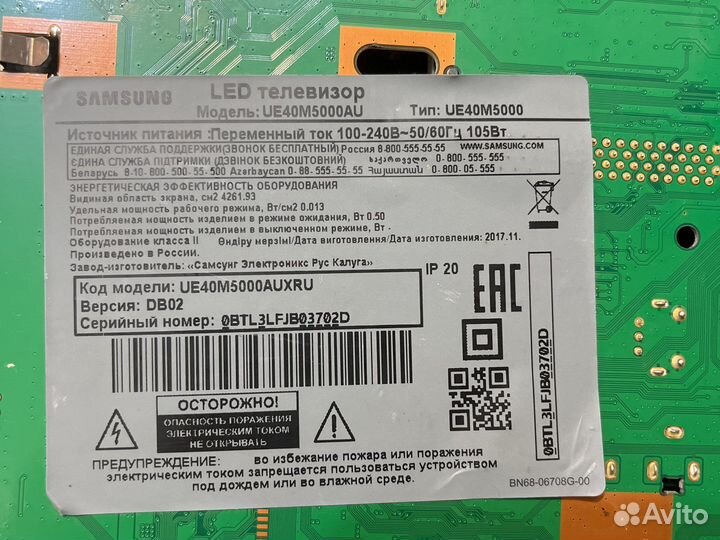 SAMSUNG
LED телевизор
Модель: UE40M5000AU Тип: UE40M5000
Источник питания :Переменный ток 100-240В~50/60Гц 105Вт
ЕДИНАЯ СЛУЖБА ПОДДЕРЖКИ(ЗВОНОК БЕСПЛАТНЫЙ) Россия 8-800-555-55-55 WWW.SAMSUNG.COM
ЄДИНА СЛУЖБА ПІДТРИМКИ (ДЗВІНОК БЕЗКОШТОВНИЙ) საქართველო 0-800-555-555
Беларусь 8-10-800-500-55-500 Azerbaycan 0-88-555-55-55 Հայաստան 0-800-05-555
ЭНЕРГЕТИЧЕСКАЯ ЭФФЕКТИВНОСТЬ ОБОРУДОВАНИЯ
Видимая область экрана, см2 4261.93
Удельная мощность рабочего режима, Вт/см2 0.013
Потребляемая мощность изделием в режиме ожидания, Вт 0.50
Потребляемая мощность изделием в выключенном режиме, Вт -
Оборудование класса II Өндіру мерзімі/Дата виготовлення/Дата изготовления: 2017.11.
Произведено в России.
Завод-изготовитель: «Самсунг Электроникс Рус Калуга»
IP 20
Код модели: UE40M5000AUXRU
Версия: DB02
Серийный номер: 0BTL3LFJB03702D
EAC
0BTL3LFJB03702D
ОСТОРОЖНО!
ОПАСНОСТЬ ПОРАЖЕНИЯ
ЭЛЕКТРИЧЕСКИМ ТОКОМ
НЕ ОТКРЫВАТЬ
ПРЕДУПРЕЖДЕНИЕ: во избежание пожара или поражения
электрическим током запрещается пользоваться устройством
под дождем или во влажной среде.
BN68-06708G-00
Avito